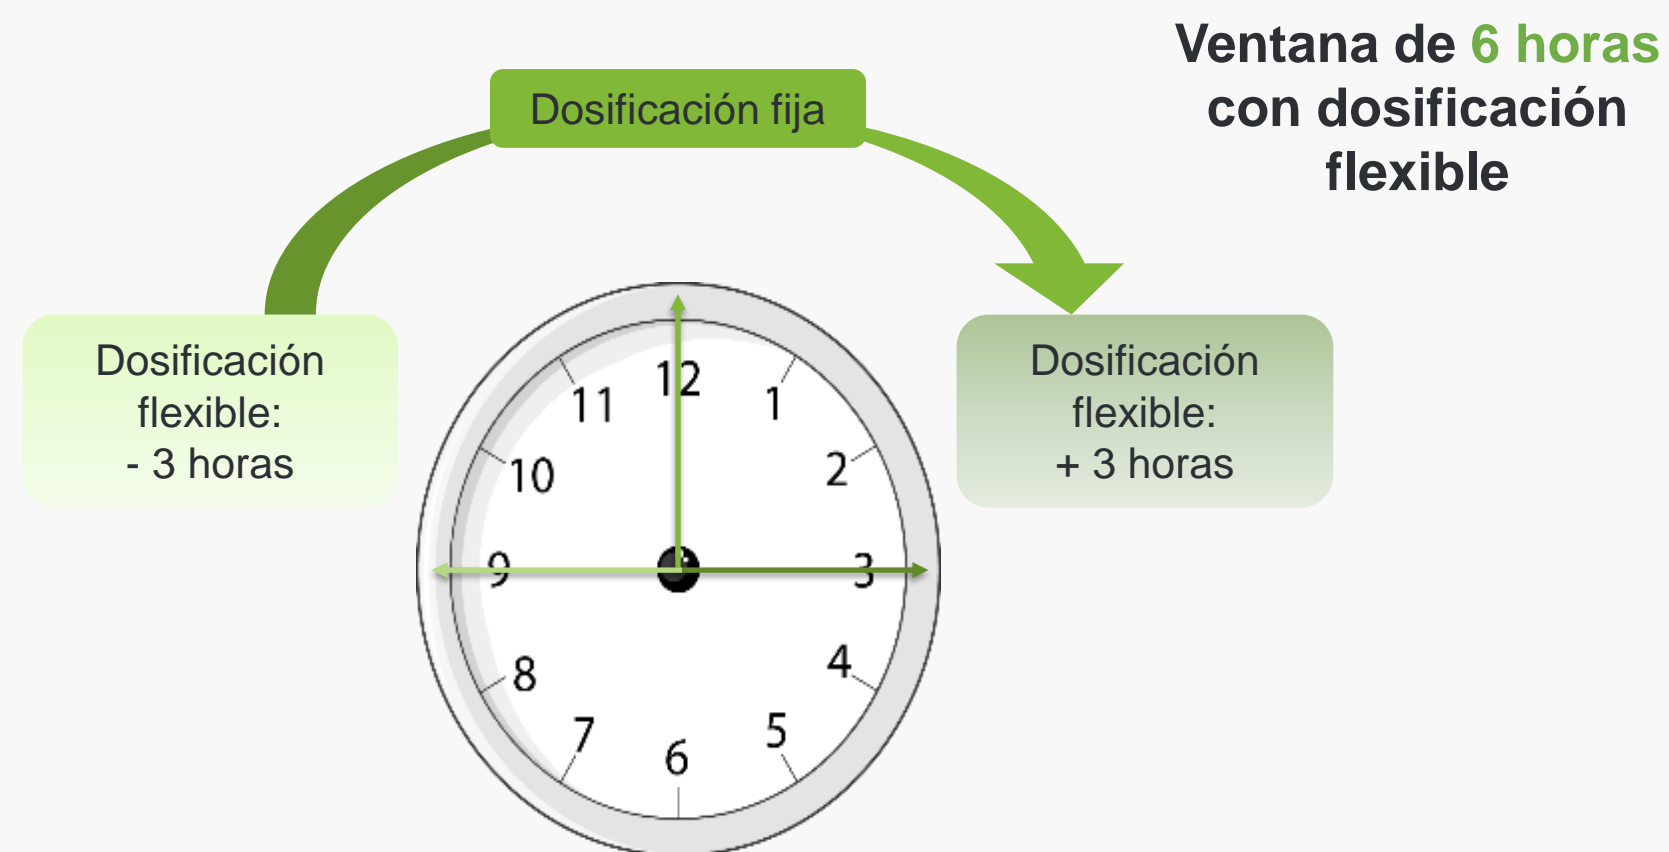 Ventana de 6 horas
con dosificación
flexible
Dosificación fija
Dosificación
flexible:
- 3 horas
Dosificación
flexible:
+ 3 horas
12
1
2
3
4
5
6
7
8
9
10
11